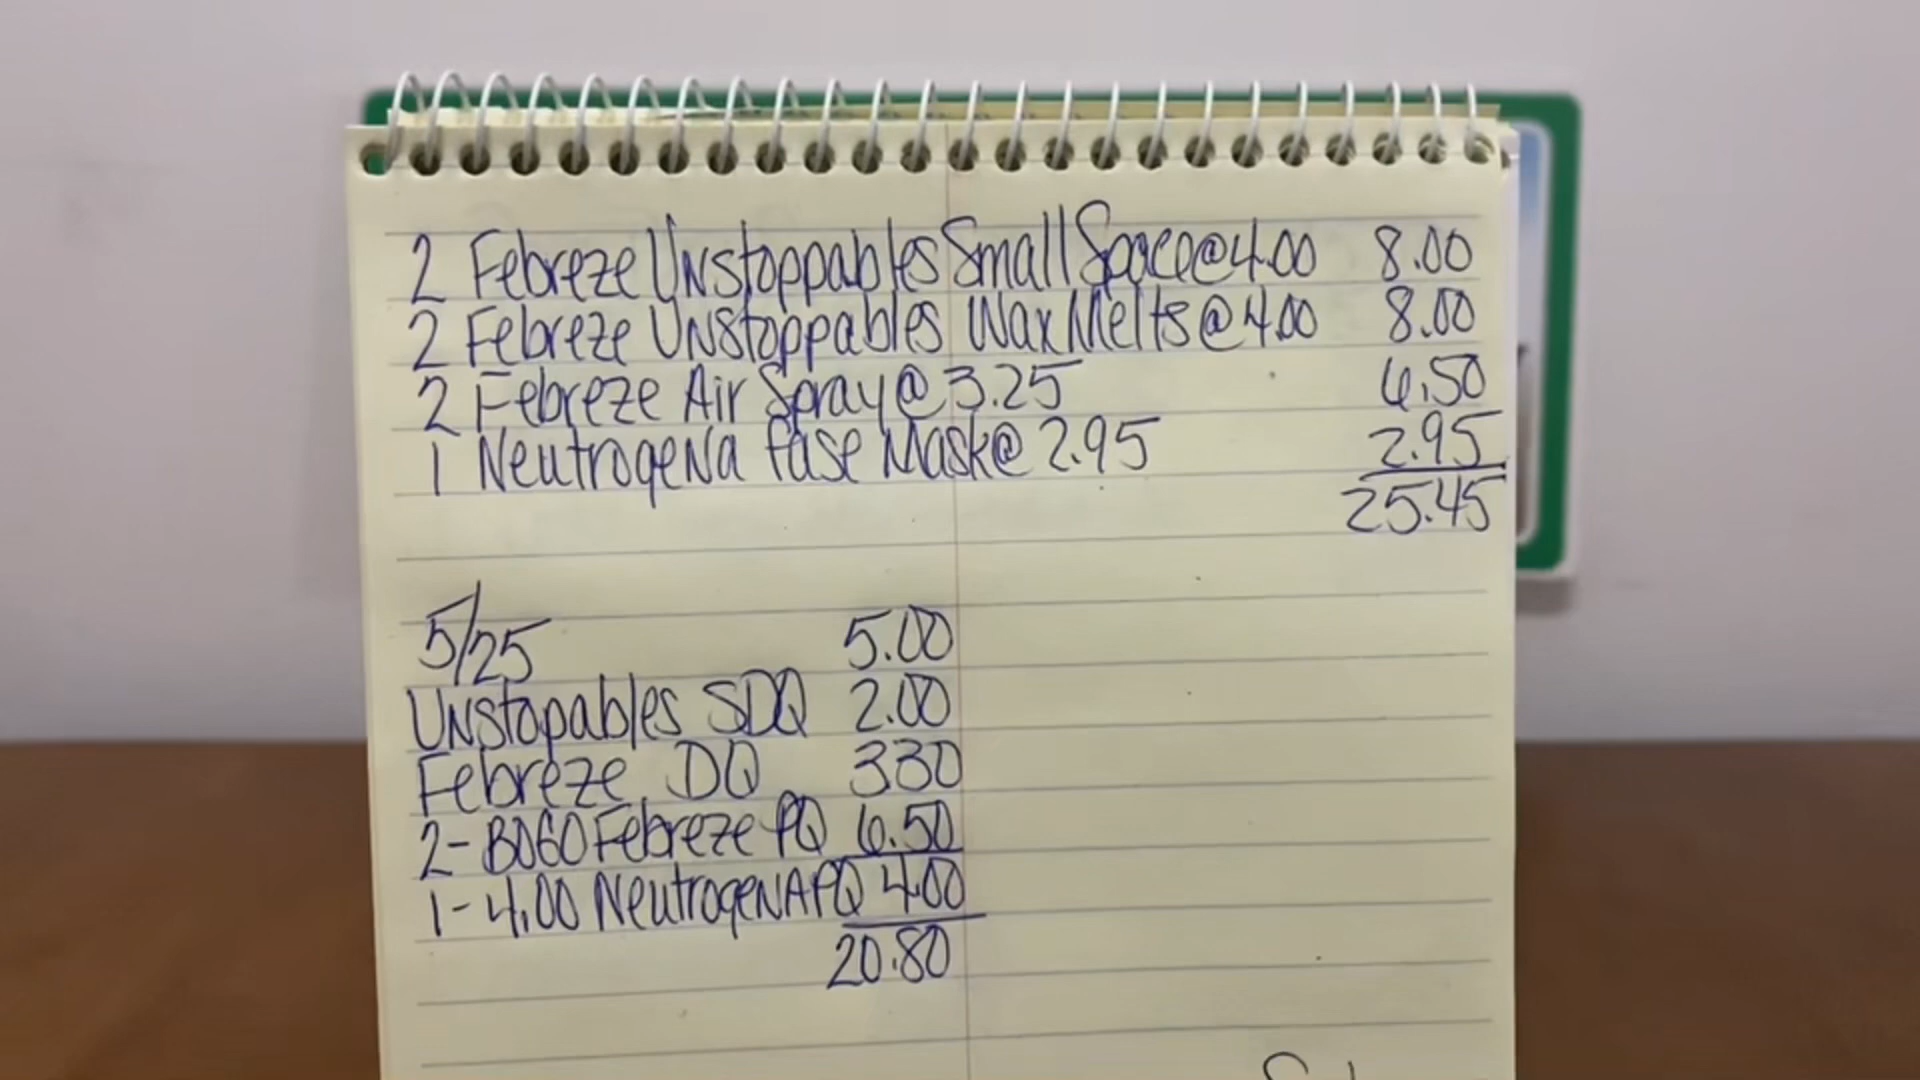 2 Febreze Unstoppables Small Space@4.00 8.00
2 Febreze Unstoppables Wax Melts@4.00 8.00
2 Febreze Air Spray@3.25 6.50
1 Neutrogena fase Mask@2.95 2.95
25.45
5/25 5.00
Unstopables SDQ 2.00
Febreze DQ 330
2-BOGO Febreze PQ 6.50
1-4.00 Neutrogena PQ 4.00
20.80